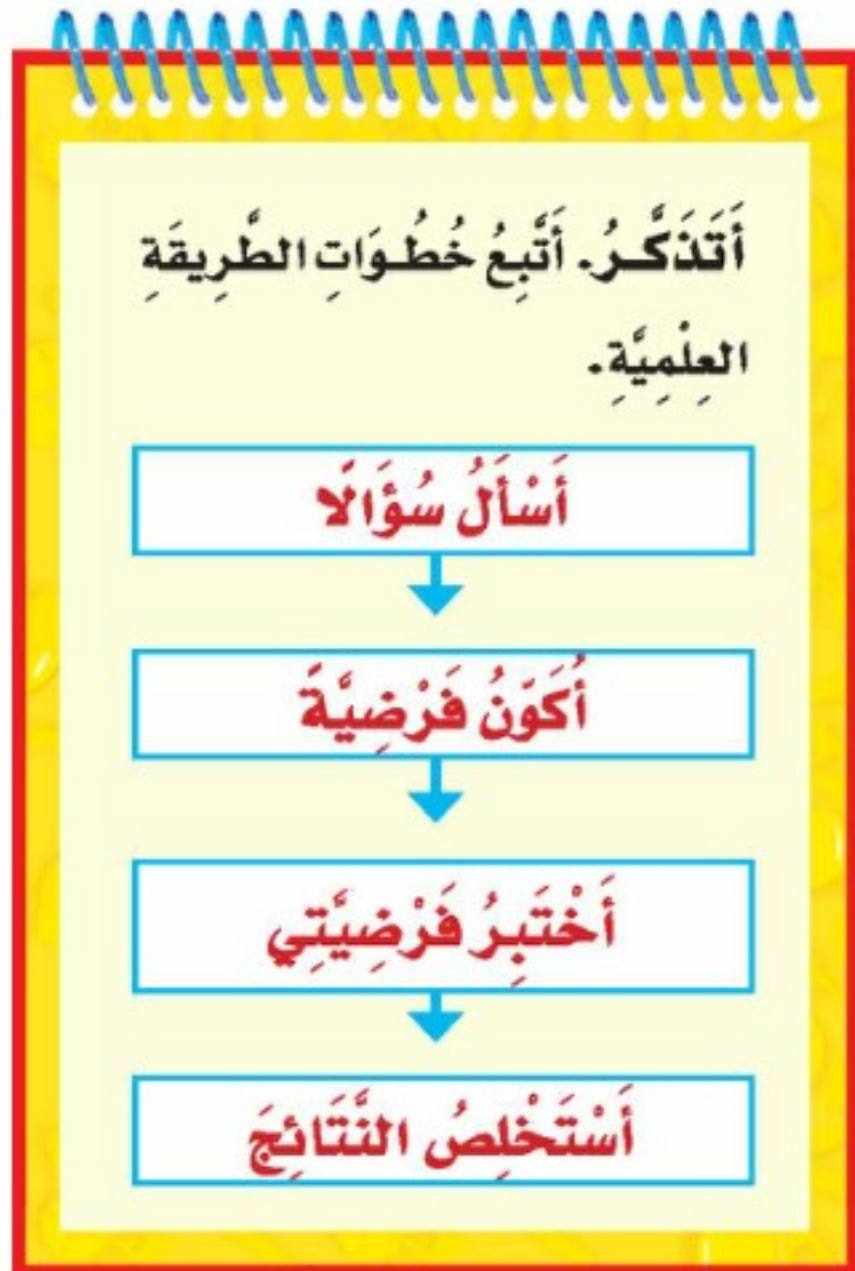 أَتَذَكَّرُ. أَتَّبِعُ خُطُوَاتِ الطَّرِيقَةِ
العِلْمِيَّةِ.
أَسْأَلُ سُؤَالًا
أُكَوِّنُ فَرْضِيَّةً
أَخْتَبِرُ فَرْضِيَّتِي
أَسْتَخْلِصُ النَّتَائِجَ